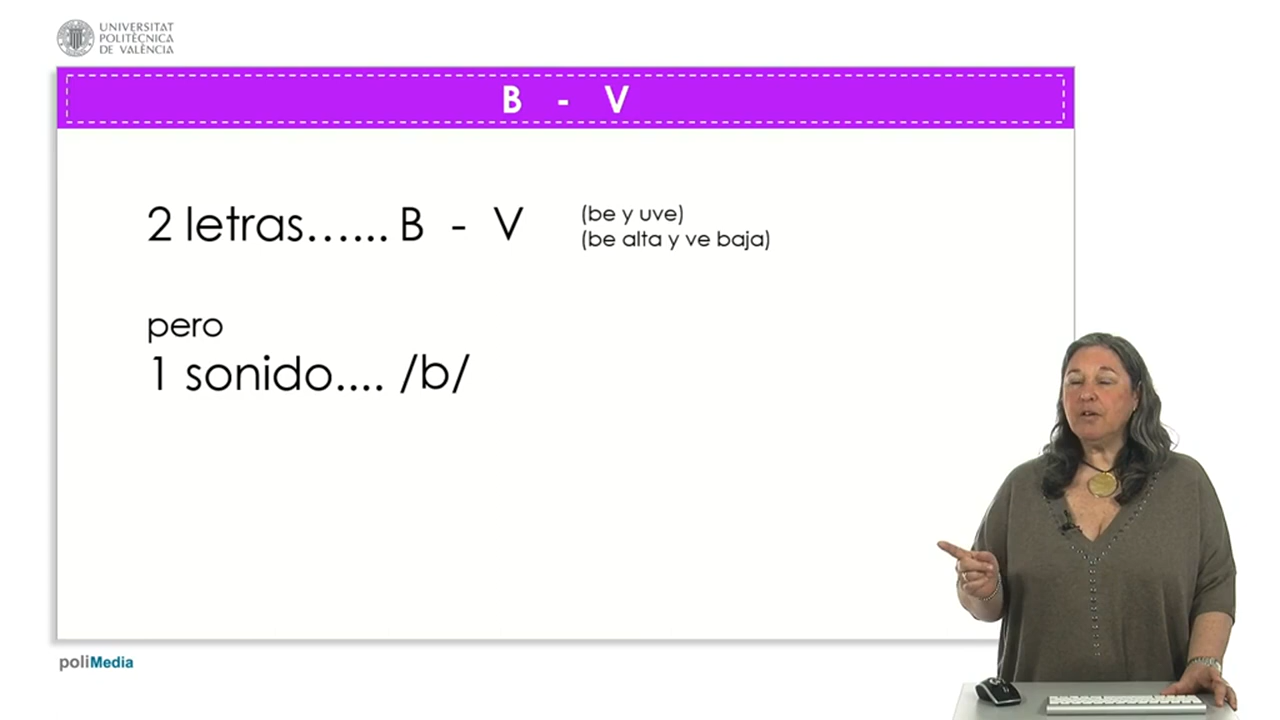 UNIVERSITAT
POLITÈCNICA
DE VALÈNCIA
B - V
2 letras…... B - V
(be y uve)
(be alta y ve baja)
pero
1 sonido.... /b/
poliMedia